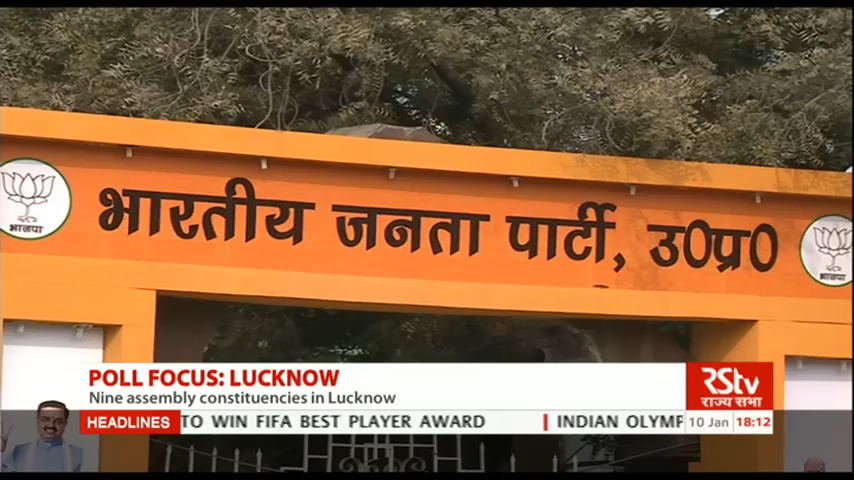 भारतीय जनता पार्टी, उ0प्र0
भाजपा
भाजपा
POLL FOCUS: LUCKNOW
Nine assembly constituencies in Lucknow
RSTV
राज्य सभा
HEADLINES TO WIN FIFA BEST PLAYER AWARD | INDIAN OLYMP
10 Jan 18:12